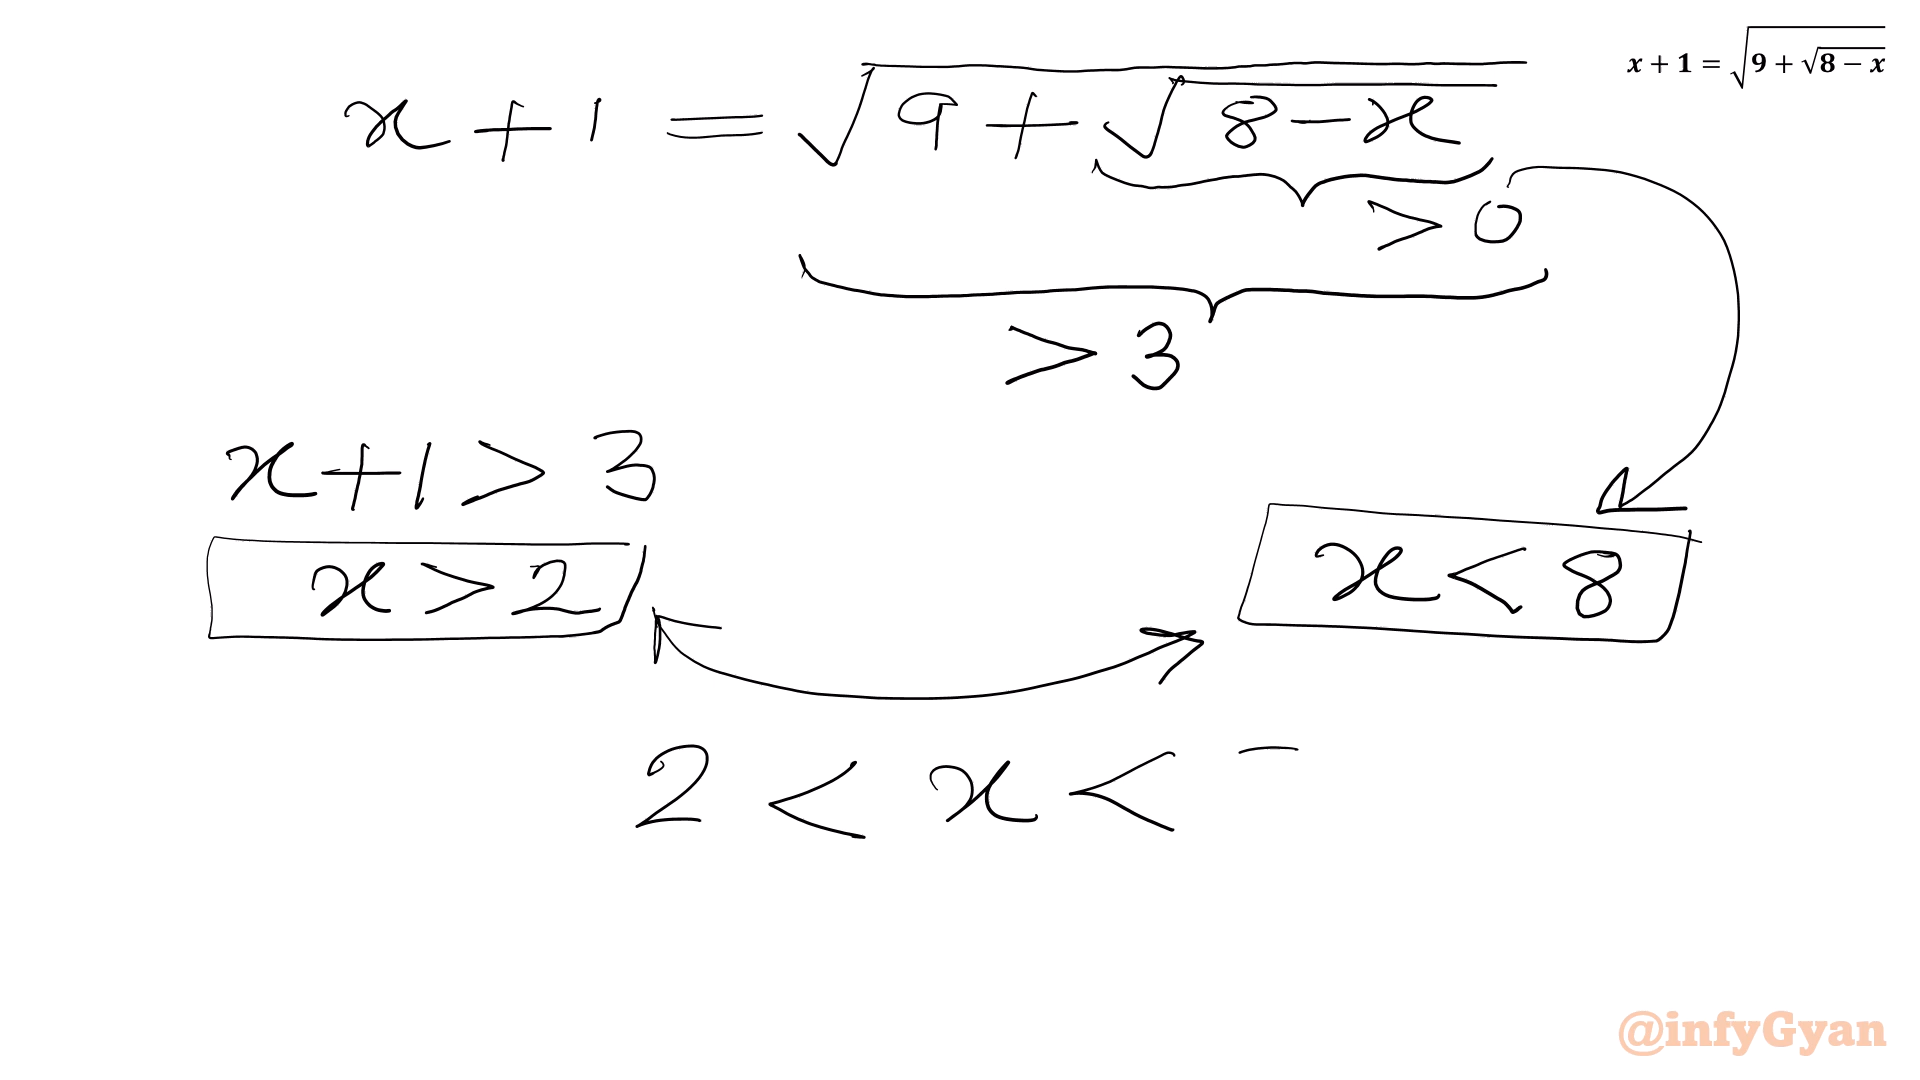 x + 1 = √(9 + √(8 − x))
x + 1 = √(9 + √(8 − x))
> 0
> 3
x + 1 > 3
x > 2
x < 8
2 < x <
@infyGyan